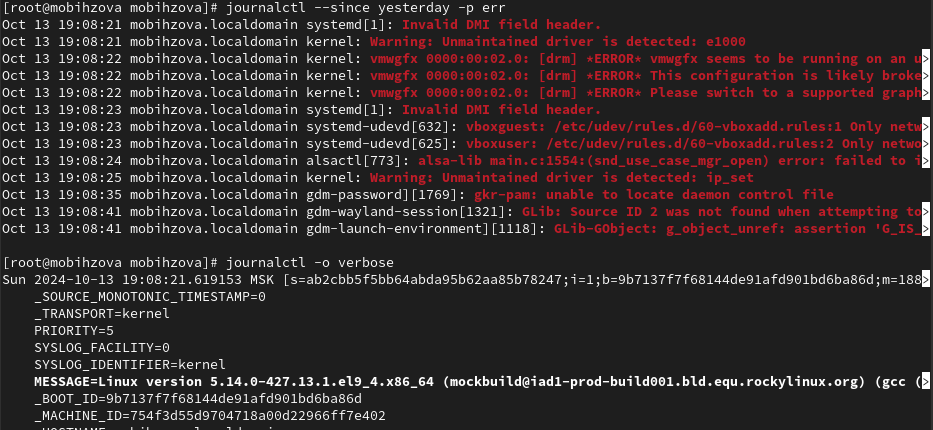 [root@mobihzova mobihzova]# journalctl --since yesterday -p err
Oct 13 19:08:21 mobihzova.localdomain systemd[1]: Invalid DMI field header.
Oct 13 19:08:21 mobihzova.localdomain kernel: Warning: Unmaintained driver is detected: e1000
Oct 13 19:08:22 mobihzova.localdomain kernel: vmwgfx 0000:00:02.0: [drm] *ERROR* vmwgfx seems to be running on an u>
Oct 13 19:08:22 mobihzova.localdomain kernel: vmwgfx 0000:00:02.0: [drm] *ERROR* This configuration is likely broke>
Oct 13 19:08:22 mobihzova.localdomain kernel: vmwgfx 0000:00:02.0: [drm] *ERROR* Please switch to a supported graph>
Oct 13 19:08:23 mobihzova.localdomain systemd[1]: Invalid DMI field header.
Oct 13 19:08:23 mobihzova.localdomain systemd-udevd[632]: vboxguest: /etc/udev/rules.d/60-vboxadd.rules:1 Only netw>
Oct 13 19:08:23 mobihzova.localdomain systemd-udevd[625]: vboxuser: /etc/udev/rules.d/60-vboxadd.rules:2 Only netwo>
Oct 13 19:08:24 mobihzova.localdomain alsactl[773]: alsa-lib main.c:1554:(snd_use_case_mgr_open) error: failed to i>
Oct 13 19:08:25 mobihzova.localdomain kernel: Warning: Unmaintained driver is detected: ip_set
Oct 13 19:08:35 mobihzova.localdomain gdm-password][1769]: gkr-pam: unable to locate daemon control file
Oct 13 19:08:41 mobihzova.localdomain gdm-wayland-session[1321]: GLib: Source ID 2 was not found when attempting to>
Oct 13 19:08:41 mobihzova.localdomain gdm-launch-environment][1118]: GLib-GObject: g_object_unref: assertion 'G_IS_>
[root@mobihzova mobihzova]# journalctl -o verbose
Sun 2024-10-13 19:08:21.619153 MSK [s=ab2cbb5f5bb64abda95b62aa85b78247;i=1;b=9b7137f7f68144de91afd901bd6ba86d;m=188>
_SOURCE_MONOTONIC_TIMESTAMP=0
_TRANSPORT=kernel
PRIORITY=5
SYSLOG_FACILITY=0
SYSLOG_IDENTIFIER=kernel
MESSAGE=Linux version 5.14.0-427.13.1.el9_4.x86_64 (mockbuild@iad1-prod-build001.bld.equ.rockylinux.org) (gcc (>
_BOOT_ID=9b7137f7f68144de91afd901bd6ba86d
_MACHINE_ID=754f3d55d9704718a00d22966ff7e402